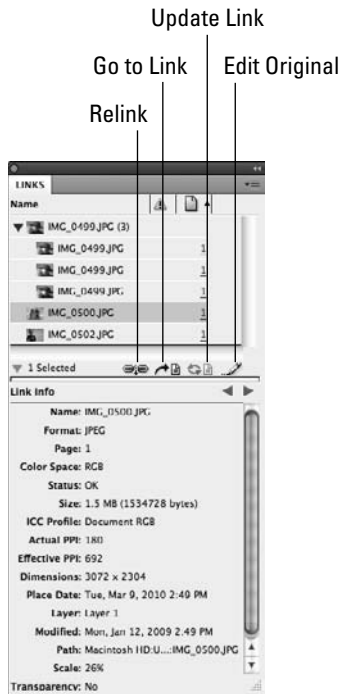 Update Link
Go to Link Edit Original
Relink
LINKS
Name
IMG_0499.JPG (3)
IMG_0499.JPG 1
IMG_0499.JPG 1
IMG_0499.JPG 1
IMG_0500.JPG 1
IMG_0502.JPG 1
1 Selected
Link Info
Name: IMG_0500.JPG
Format: JPEG
Page: 1
Color Space: RGB
Status: OK
Size: 1.5 MB (1534728 bytes)
ICC Profile: Document RGB
Actual PPI: 180
Effective PPI: 692
Dimensions: 3072 x 2304
Place Date: Tue, Mar 9, 2010 2:49 PM
Layer: Layer 1
Modified: Mon, Jan 12, 2009 2:49 PM
Path: Macintosh HD:U...:IMG_0500.JPG
Scale: 26%
Transparency: No